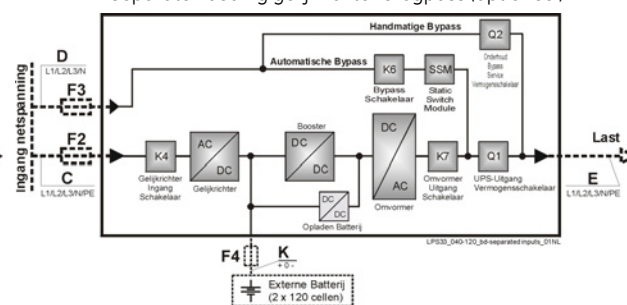 Handmatige Bypass
Q2
Onderhoud
Bypass
Service
Vermogenschakelaar
D
L1/L2/L3/N
Automatische Bypass
K6
SSM
Bypass
Schakelaar
Static
Switch
Module
F3
Ingang netspanning
F2
C
L1/L2/L3/N/PE
K4
Gelijkrichter
Ingang
Schakelaar
AC
DC
Gelijkrichter
Booster
DC
DC
DC
AC
Omvormer
DC
DC
Opladen Batterij
K7
Omvormer
Uitgang
Schakelaar
Q1
UPS-Uitgang
Vermogensschakelaar
Last
E
L1/L2/L3/N/PE
LPS33_040-120_bd-separated inputs_01NL
F4
K
+ 0 -
Externe Batterij
(2 x 120 cellen)